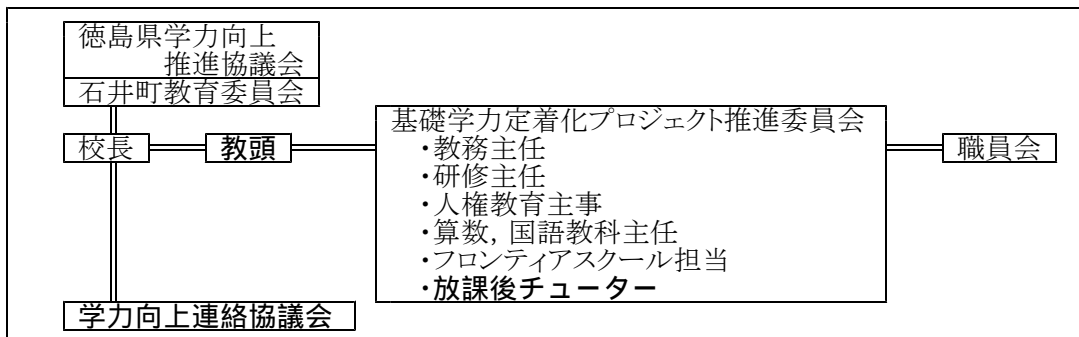 徳島県学力向上
推進協議会
石井町教育委員会
校長
教頭
基礎学力定着化プロジェクト推進委員会
・教務主任
・研修主任
・人権教育主事
・算数，国語教科主任
・フロンティアスクール担当
・放課後チューター
職員会
学力向上連絡協議会